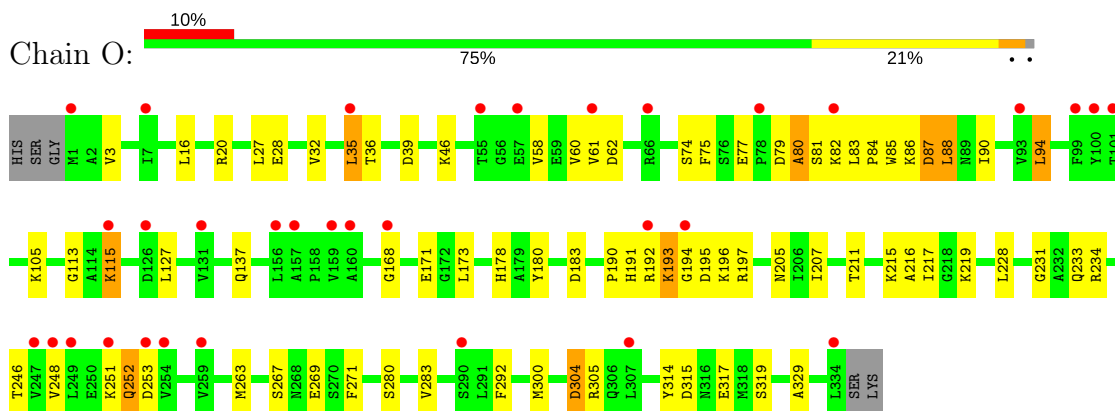 10%
Chain O:
75% 21% • •
HIS SER GLY M1 A2 V3 I7 L16 R20 L27 E28 V32 L35 T36 D39 K46 T55 G56 E57 V58 E59 V60 V61 D62 R66 S74 F75 S76 E77 P78 D79 A80 S81 K82 L83 P84 W85 K86 D87 L88 N89 I90 V93 L94 F99 Y100 T101
K105 G113 A114 K115 D126 L127 V131 Q137 L156 A157 P158 V159 A160 G168 E171 G172 L173 H178 A179 Y180 D183 P190 H191 R192 K193 G194 D195 K196 R197 N205 I206 I207 T211 K215 A216 I217 G218 K219 L228 G231 A232 Q233 R234
T246 V247 V248 L249 E250 K251 Q252 D253 V254 V259 M263 S267 N268 E269 S270 F271 S280 V283 S290 L291 F292 M300 D304 R305 Q306 L307 Y314 D315 N316 E317 M318 S319 A329 L334 SER LYS